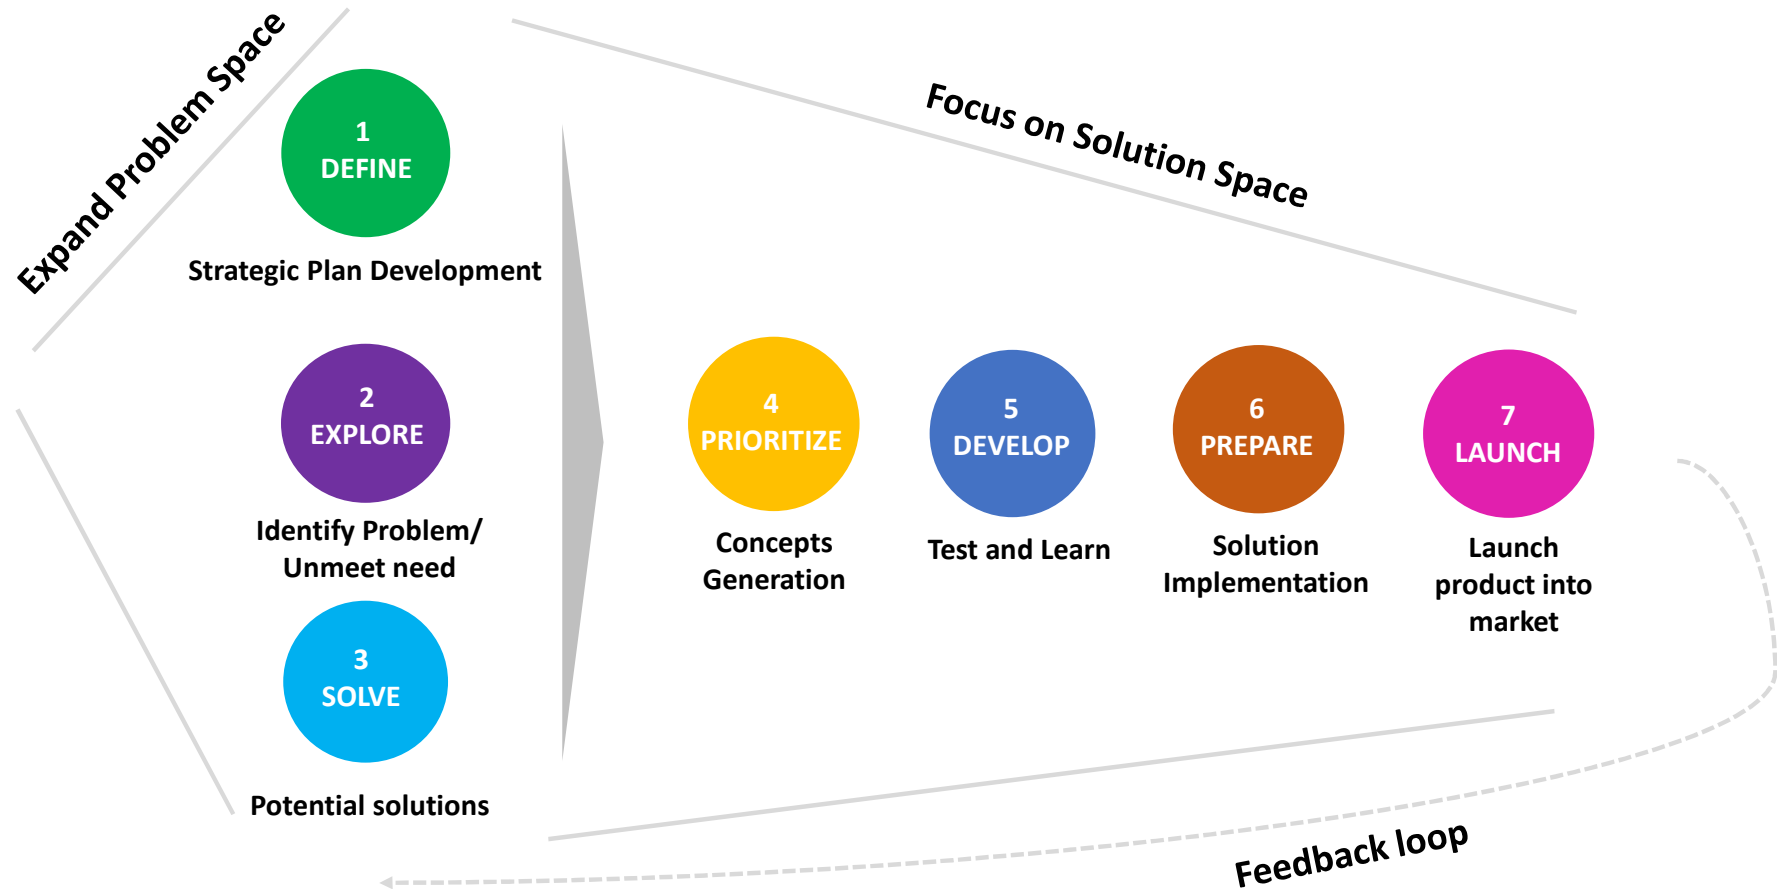 Expand Problem Space
Focus on Solution Space
1
DEFINE
Strategic Plan Development
2
EXPLORE
Identify Problem/
Unmeet need
3
SOLVE
Potential solutions
4
PRIORITIZE
Concepts
Generation
5
DEVELOP
Test and Learn
6
PREPARE
Solution
Implementation
7
LAUNCH
Launch
product into
market
Feedback loop